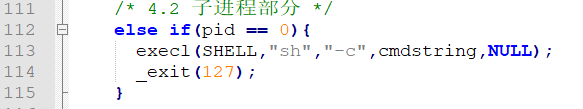 111 /* 4.2 子进程部分 */
112 else if(pid == 0){
113 execl(SHELL,"sh","-c",cmdstring,NULL);
114 _exit(127);
115 }